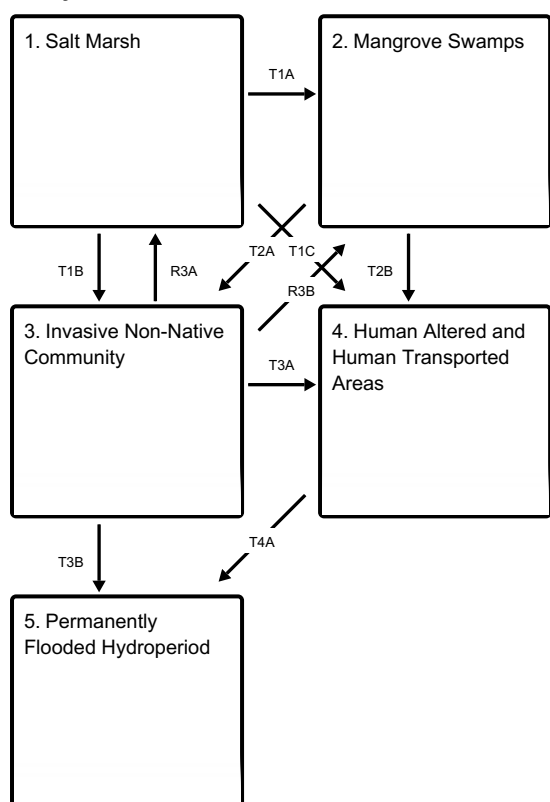 1. Salt Marsh
2. Mangrove Swamps
T1A
T2A
T1C
T1B
R3A
T2B
R3B
3. Invasive Non-Native
Community
4. Human Altered and
Human Transported
Areas
T3A
T4A
T3B
5. Permanently
Flooded Hydroperiod